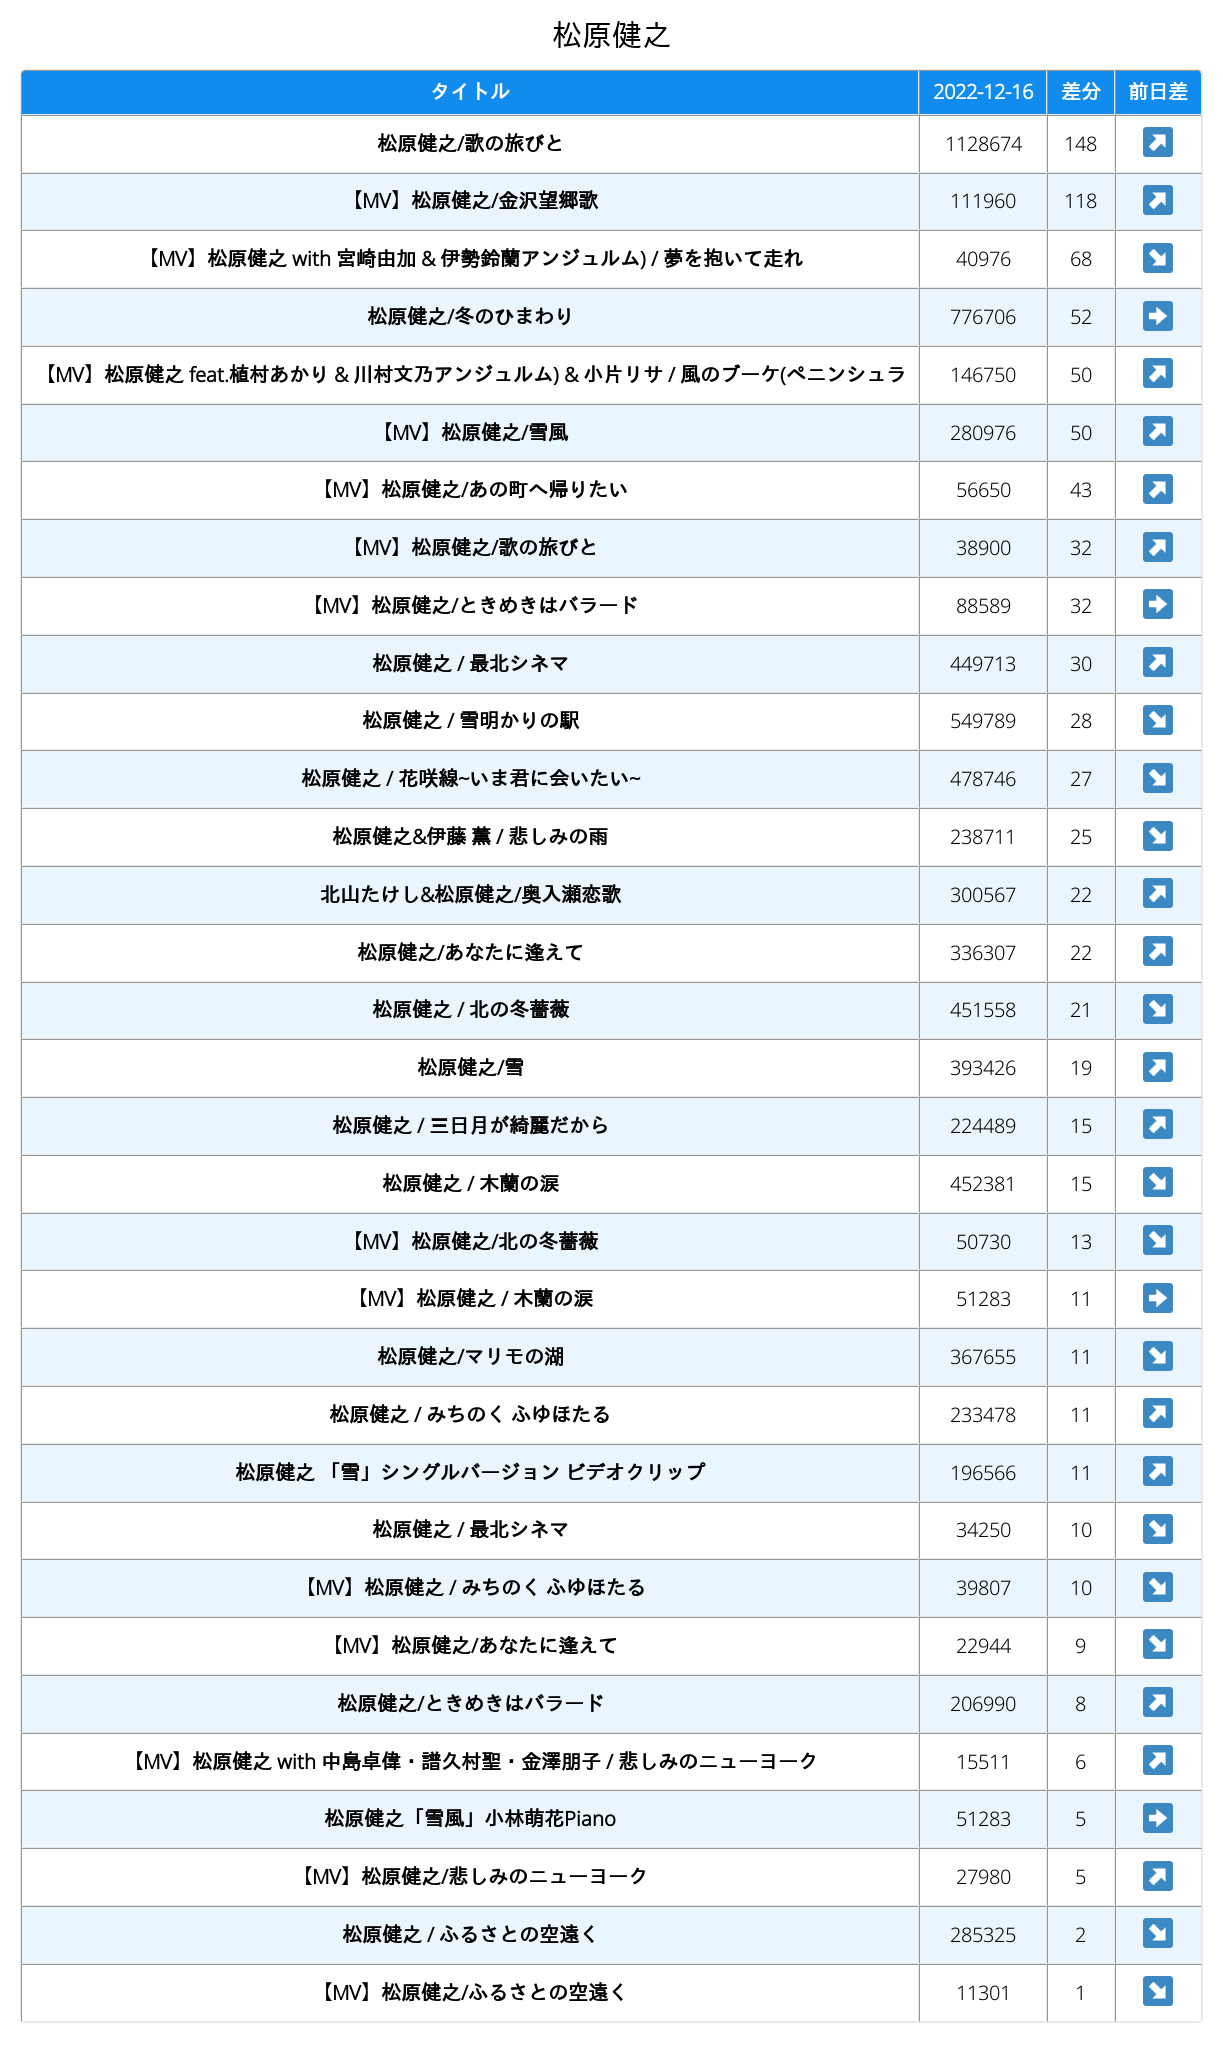 松原健之
タイトル 2022-12-16 差分 前日差
松原健之/歌の旅びと 1128674 148 ↗
【MV】松原健之/金沢望郷歌 111960 118 ↗
【MV】松原健之 with 宮崎由加 & 伊勢鈴蘭アンジュルム) / 夢を抱いて走れ 40976 68 ↘
松原健之/冬のひまわり 776706 52 ➡
【MV】松原健之 feat.植村あかり & 川村文乃アンジュルム) & 小片リサ / 風のブーケ(ペニンシュラ 146750 50 ↗
【MV】松原健之/雪風 280976 50 ↗
【MV】松原健之/あの町へ帰りたい 56650 43 ↗
【MV】松原健之/歌の旅びと 38900 32 ↗
【MV】松原健之/ときめきはバラード 88589 32 ➡
松原健之 / 最北シネマ 449713 30 ↗
松原健之 / 雪明かりの駅 549789 28 ↘
松原健之 / 花咲線~いま君に会いたい~ 478746 27 ↘
松原健之&伊藤 薫 / 悲しみの雨 238711 25 ↘
北山たけし&松原健之/奥入瀬恋歌 300567 22 ↗
松原健之/あなたに逢えて 336307 22 ↗
松原健之 / 北の冬薔薇 451558 21 ↘
松原健之/雪 393426 19 ↗
松原健之 / 三日月が綺麗だから 224489 15 ↗
松原健之 / 木蘭の涙 452381 15 ↘
【MV】松原健之/北の冬薔薇 50730 13 ↘
【MV】松原健之 / 木蘭の涙 51283 11 ➡
松原健之/マリモの湖 367655 11 ↘
松原健之 / みちのく ふゆほたる 233478 11 ↗
松原健之 「雪」シングルバージョン ビデオクリップ 196566 11 ↗
松原健之 / 最北シネマ 34250 10 ↘
【MV】松原健之 / みちのく ふゆほたる 39807 10 ↘
【MV】松原健之/あなたに逢えて 22944 9 ↘
松原健之/ときめきはバラード 206990 8 ↗
【MV】松原健之 with 中島卓偉・譜久村聖・金澤朋子 / 悲しみのニューヨーク 15511 6 ↗
松原健之「雪風」小林萌花Piano 51283 5 ➡
【MV】松原健之/悲しみのニューヨーク 27980 5 ↗
松原健之 / ふるさとの空遠く 285325 2 ↘
【MV】松原健之/ふるさとの空遠く 11301 1 ↘